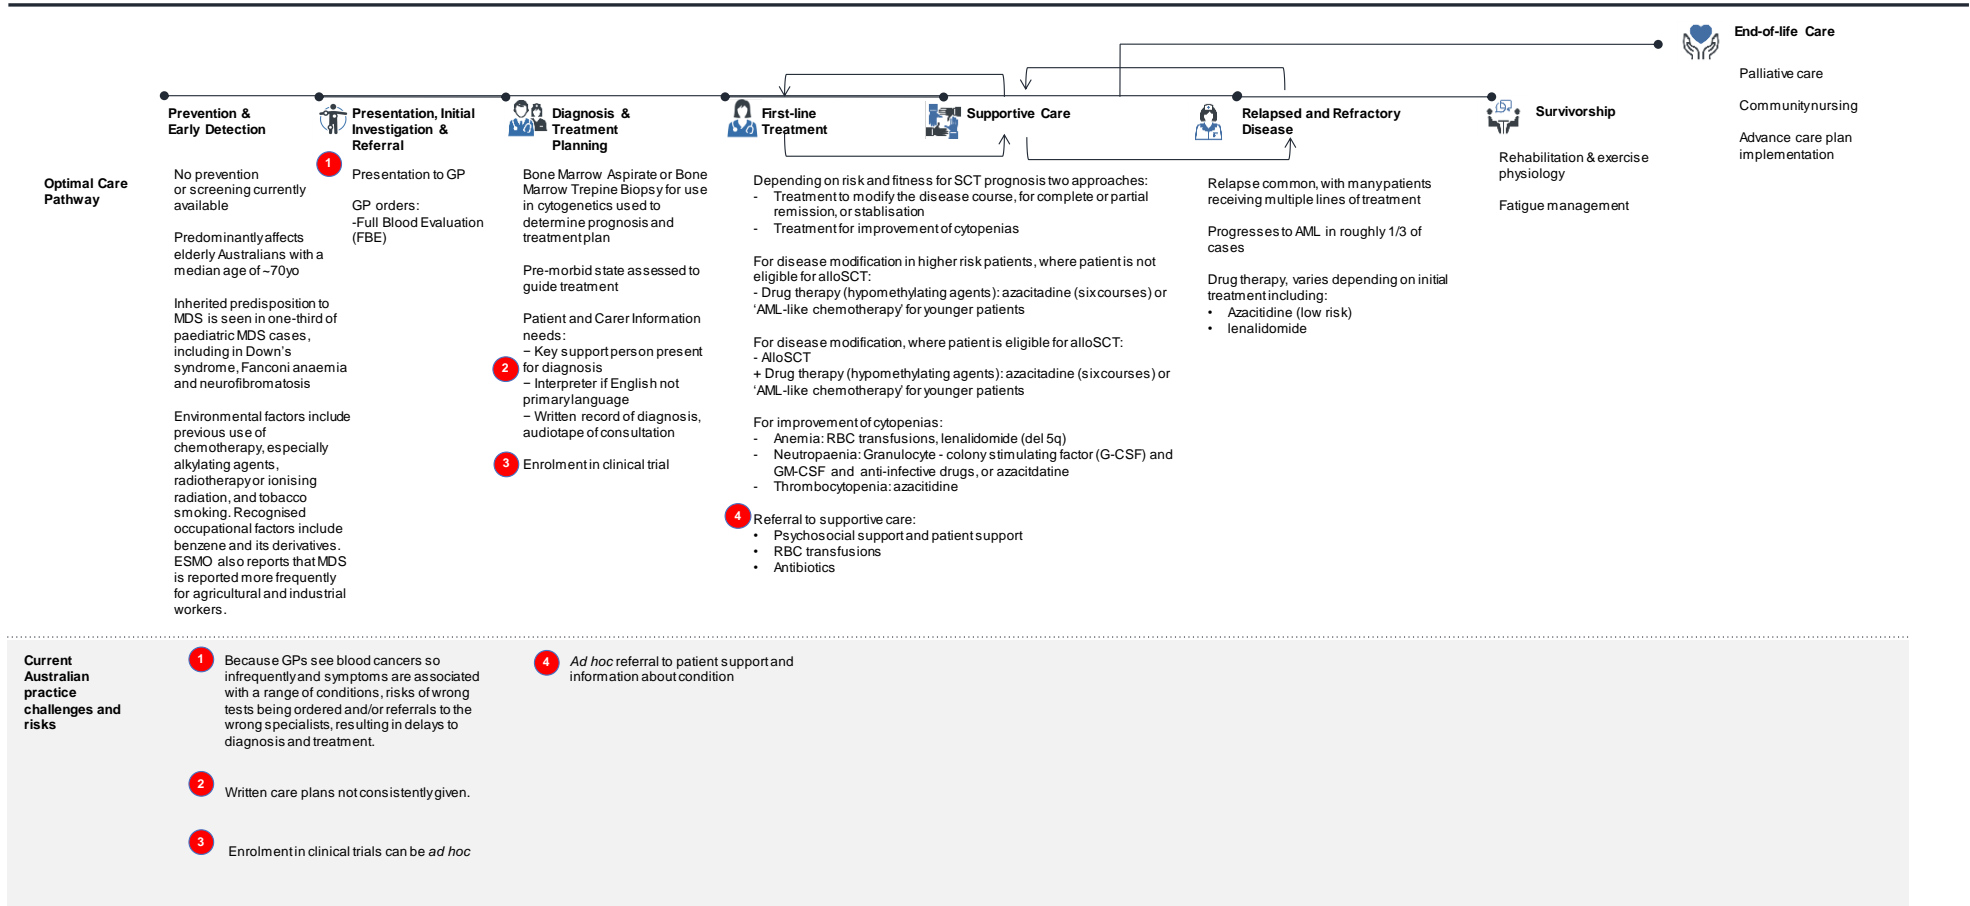 End-of-life Care
Palliative care
Community nursing
Advance care plan
implementation
Prevention &
Early Detection
Presentation, Initial
Investigation &
Referral
Diagnosis &
Treatment
Planning
First-line
Treatment
Supportive Care
Relapsed and Refractory
Disease
Survivorship
Optimal Care
Pathway
No prevention
or screening currently
available
Predominantly affects
elderly Australians with a
median age of ~70yo
Inherited predisposition to
MDS is seen in one-third of
paediatric MDS cases,
including in Down's
syndrome, Fanconi anaemia
and neurofibromatosis
Environmental factors include
previous use of
chemotherapy, especially
alkylating agents,
radiotherapy or ionising
radiation, and tobacco
smoking. Recognised
occupational factors include
benzene and its derivatives.
ESMO also reports that MDS
is reported more frequently
for agricultural and industrial
workers.
1
Presentation to GP
GP orders:
-Full Blood Evaluation
(FBE)
Bone Marrow Aspirate or Bone
Marrow Trepine Biopsy for use
in cytogenetics used to
determine prognosis and
treatment plan
Pre-morbid state assessed to
guide treatment
Patient and Carer Information
needs:
− Key support person present
2 for diagnosis
− Interpreter if English not
primary language
− Written record of diagnosis,
audiotape of consultation
3 Enrolment in clinical trial
Depending on risk and fitness for SCT prognosis two approaches:
- Treatment to modify the disease course, for complete or partial
remission, or stablisation
- Treatment for improvement of cytopenias
For disease modification in higher risk patients, where patient is not
eligible for alloSCT:
- Drug therapy (hypomethylating agents): azacitadine (six courses) or
'AML-like chemotherapy' for younger patients
For disease modification, where patient is eligible for alloSCT:
- AlloSCT
+ Drug therapy (hypomethylating agents): azacitadine (six courses) or
'AML-like chemotherapy' for younger patients
For improvement of cytopenias:
- Anemia: RBC transfusions, lenalidomide (del 5q)
- Neutropaenia: Granulocyte - colony stimulating factor (G-CSF) and
GM-CSF and anti-infective drugs, or azacitdatine
- Thrombocytopenia: azacitidine
4 Referral to supportive care:
• Psychosocial support and patient support
• RBC transfusions
• Antibiotics
Relapse common, with many patients
receiving multiple lines of treatment
Progresses to AML in roughly 1/3 of
cases
Drug therapy, varies depending on initial
treatment including:
• Azacitidine (low risk)
• lenalidomide
Rehabilitation & exercise
physiology
Fatigue management
Current
Australian
practice
challenges and
risks
1 Because GPs see blood cancers so
infrequently and symptoms are associated
with a range of conditions, risks of wrong
tests being ordered and/or referrals to the
wrong specialists, resulting in delays to
diagnosis and treatment.
2 Written care plans not consistently given.
3 Enrolment in clinical trials can be ad hoc
4 Ad hoc referral to patient support and
information about condition